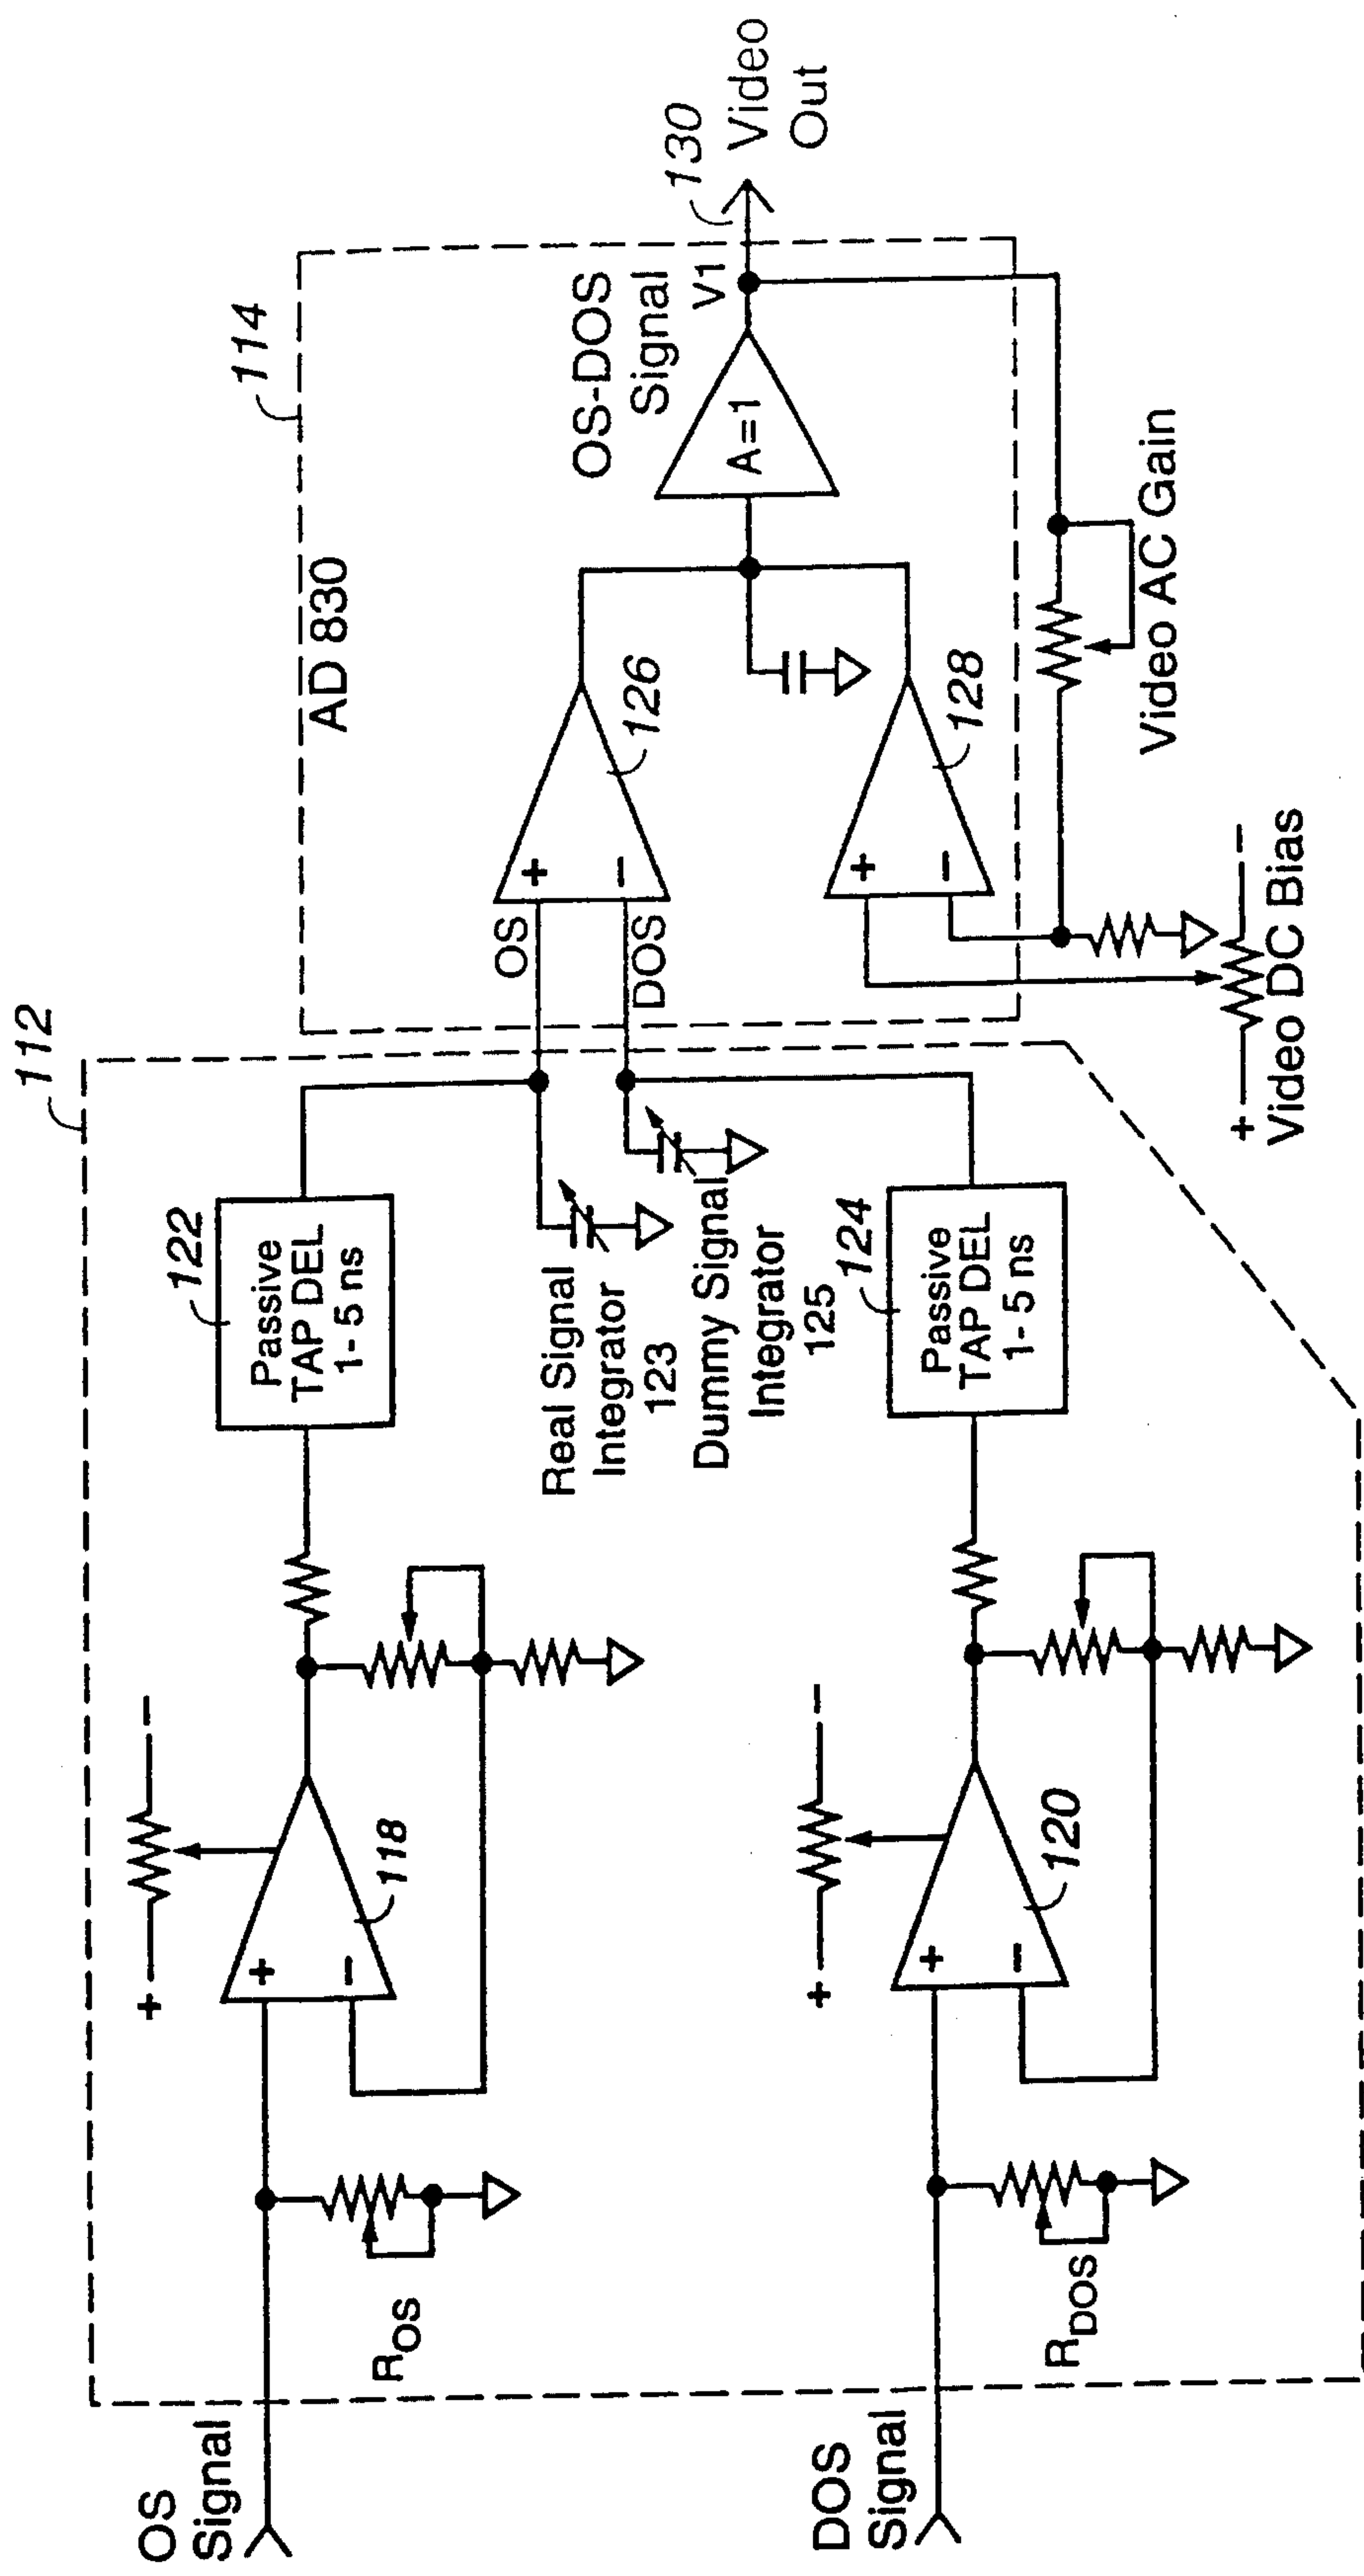 112
114
AD 830
OS
Signal
ROS
+
-
+
-
118
122
Passive
TAP DEL
1- 5 ns
Real Signal
Integrator
123
Dummy Signal
Integrator
125
OS
DOS
+
-
126
OS-DOS
Signal
V1
A=1
130
Video
Out
DOS
Signal
RDOS
+
-
+
-
120
124
Passive
TAP DEL
1- 5 ns
+
-
128
Video AC Gain
+
-
Video DC Bias